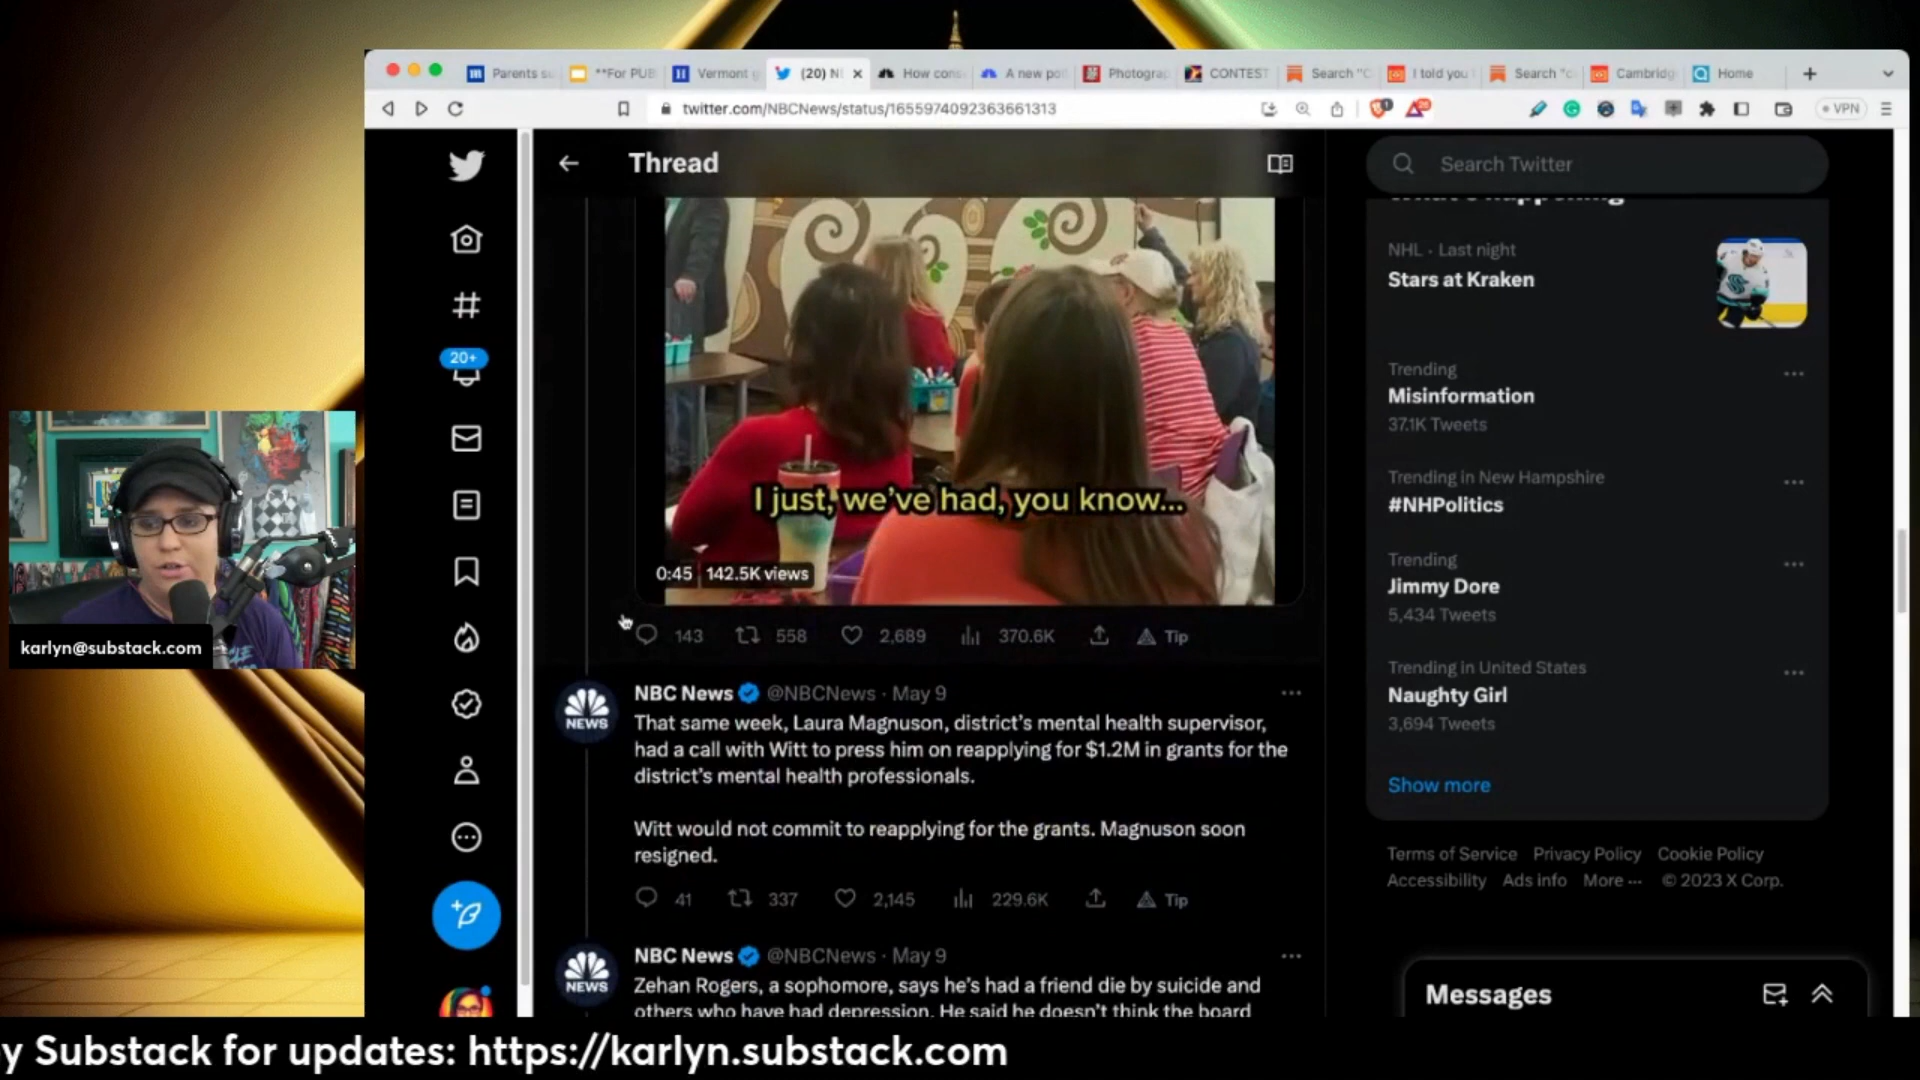 Parents su
**For PUB
Vermont g
(20) N
How cons
A new pol
Photograp
CONTEST
Search "C
I told you
Search "c
Cambridg
Home
twitter.com/NBCNews/status/1655974092363661313
VPN
Thread
Search Twitter
What's happening
NHL · Last night
Stars at Kraken
Trending
Misinformation
37.1K Tweets
Trending in New Hampshire
#NHPolitics
Trending
Jimmy Dore
5,434 Tweets
Trending in United States
Naughty Girl
3,694 Tweets
Show more
Terms of Service Privacy Policy Cookie Policy
Accessibility Ads info More ··· © 2023 X Corp.
Messages
20+
I just, we've had, you know...
0:45 142.5K views
143 558 2,689 370.6K Tip
NBC News @NBCNews · May 9
That same week, Laura Magnuson, district's mental health supervisor,
had a call with Witt to press him on reapplying for $1.2M in grants for the
district's mental health professionals.
Witt would not commit to reapplying for the grants. Magnuson soon
resigned.
41 337 2,145 229.6K Tip
NBC News @NBCNews · May 9
Zehan Rogers, a sophomore, says he's had a friend die by suicide and
others who have had depression. He said he doesn't think the board
NEWS
NEWS
karlyn@substack.com
y Substack for updates: https://karlyn.substack.com